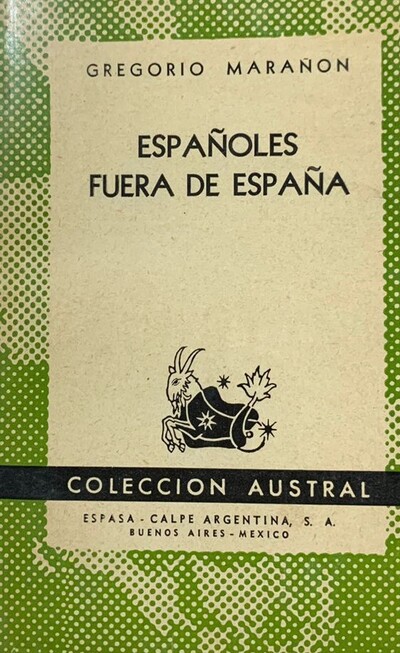 GREGORIO MARAÑON
ESPAÑOLES
FUERA DE ESPAÑA
COLECCION AUSTRAL
ESPASA - CALPE ARGENTINA, S. A.
BUENOS AIRES - MEXICO